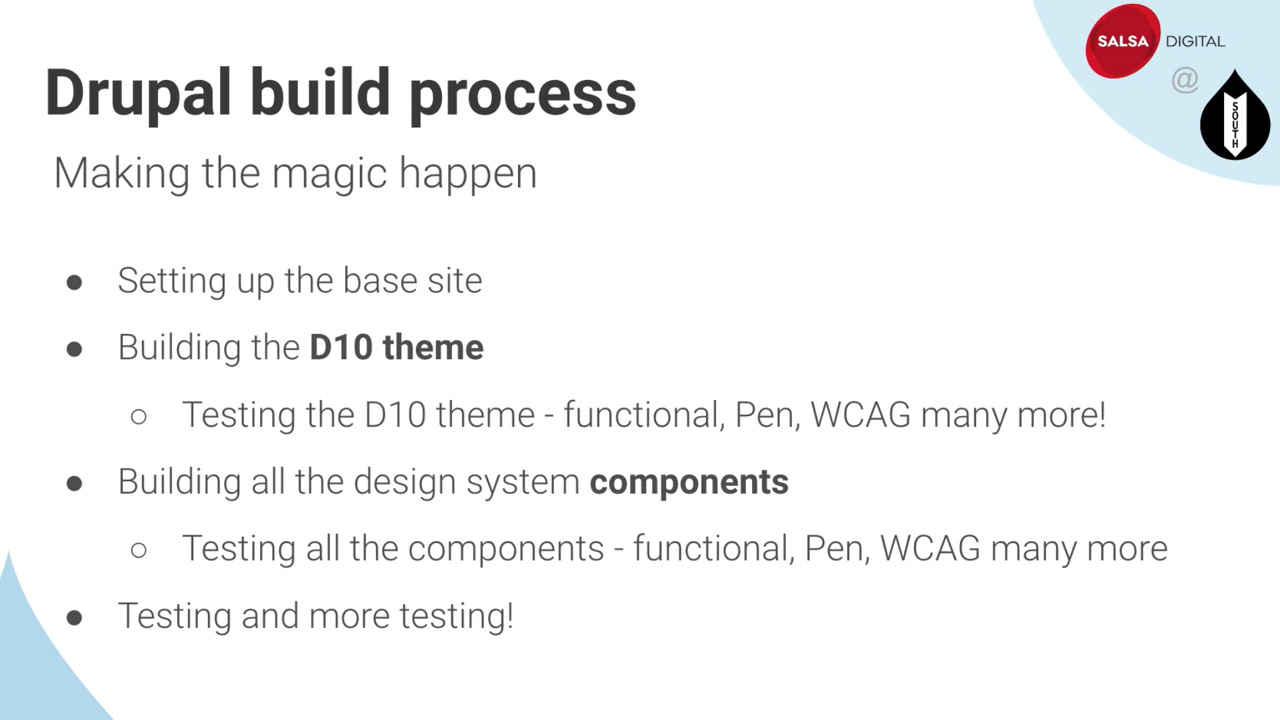 SALSA DIGITAL
@
SOUTH
Drupal build process
Making the magic happen
● Setting up the base site
● Building the D10 theme
○ Testing the D10 theme - functional, Pen, WCAG many more!
● Building all the design system components
○ Testing all the components - functional, Pen, WCAG many more
● Testing and more testing!